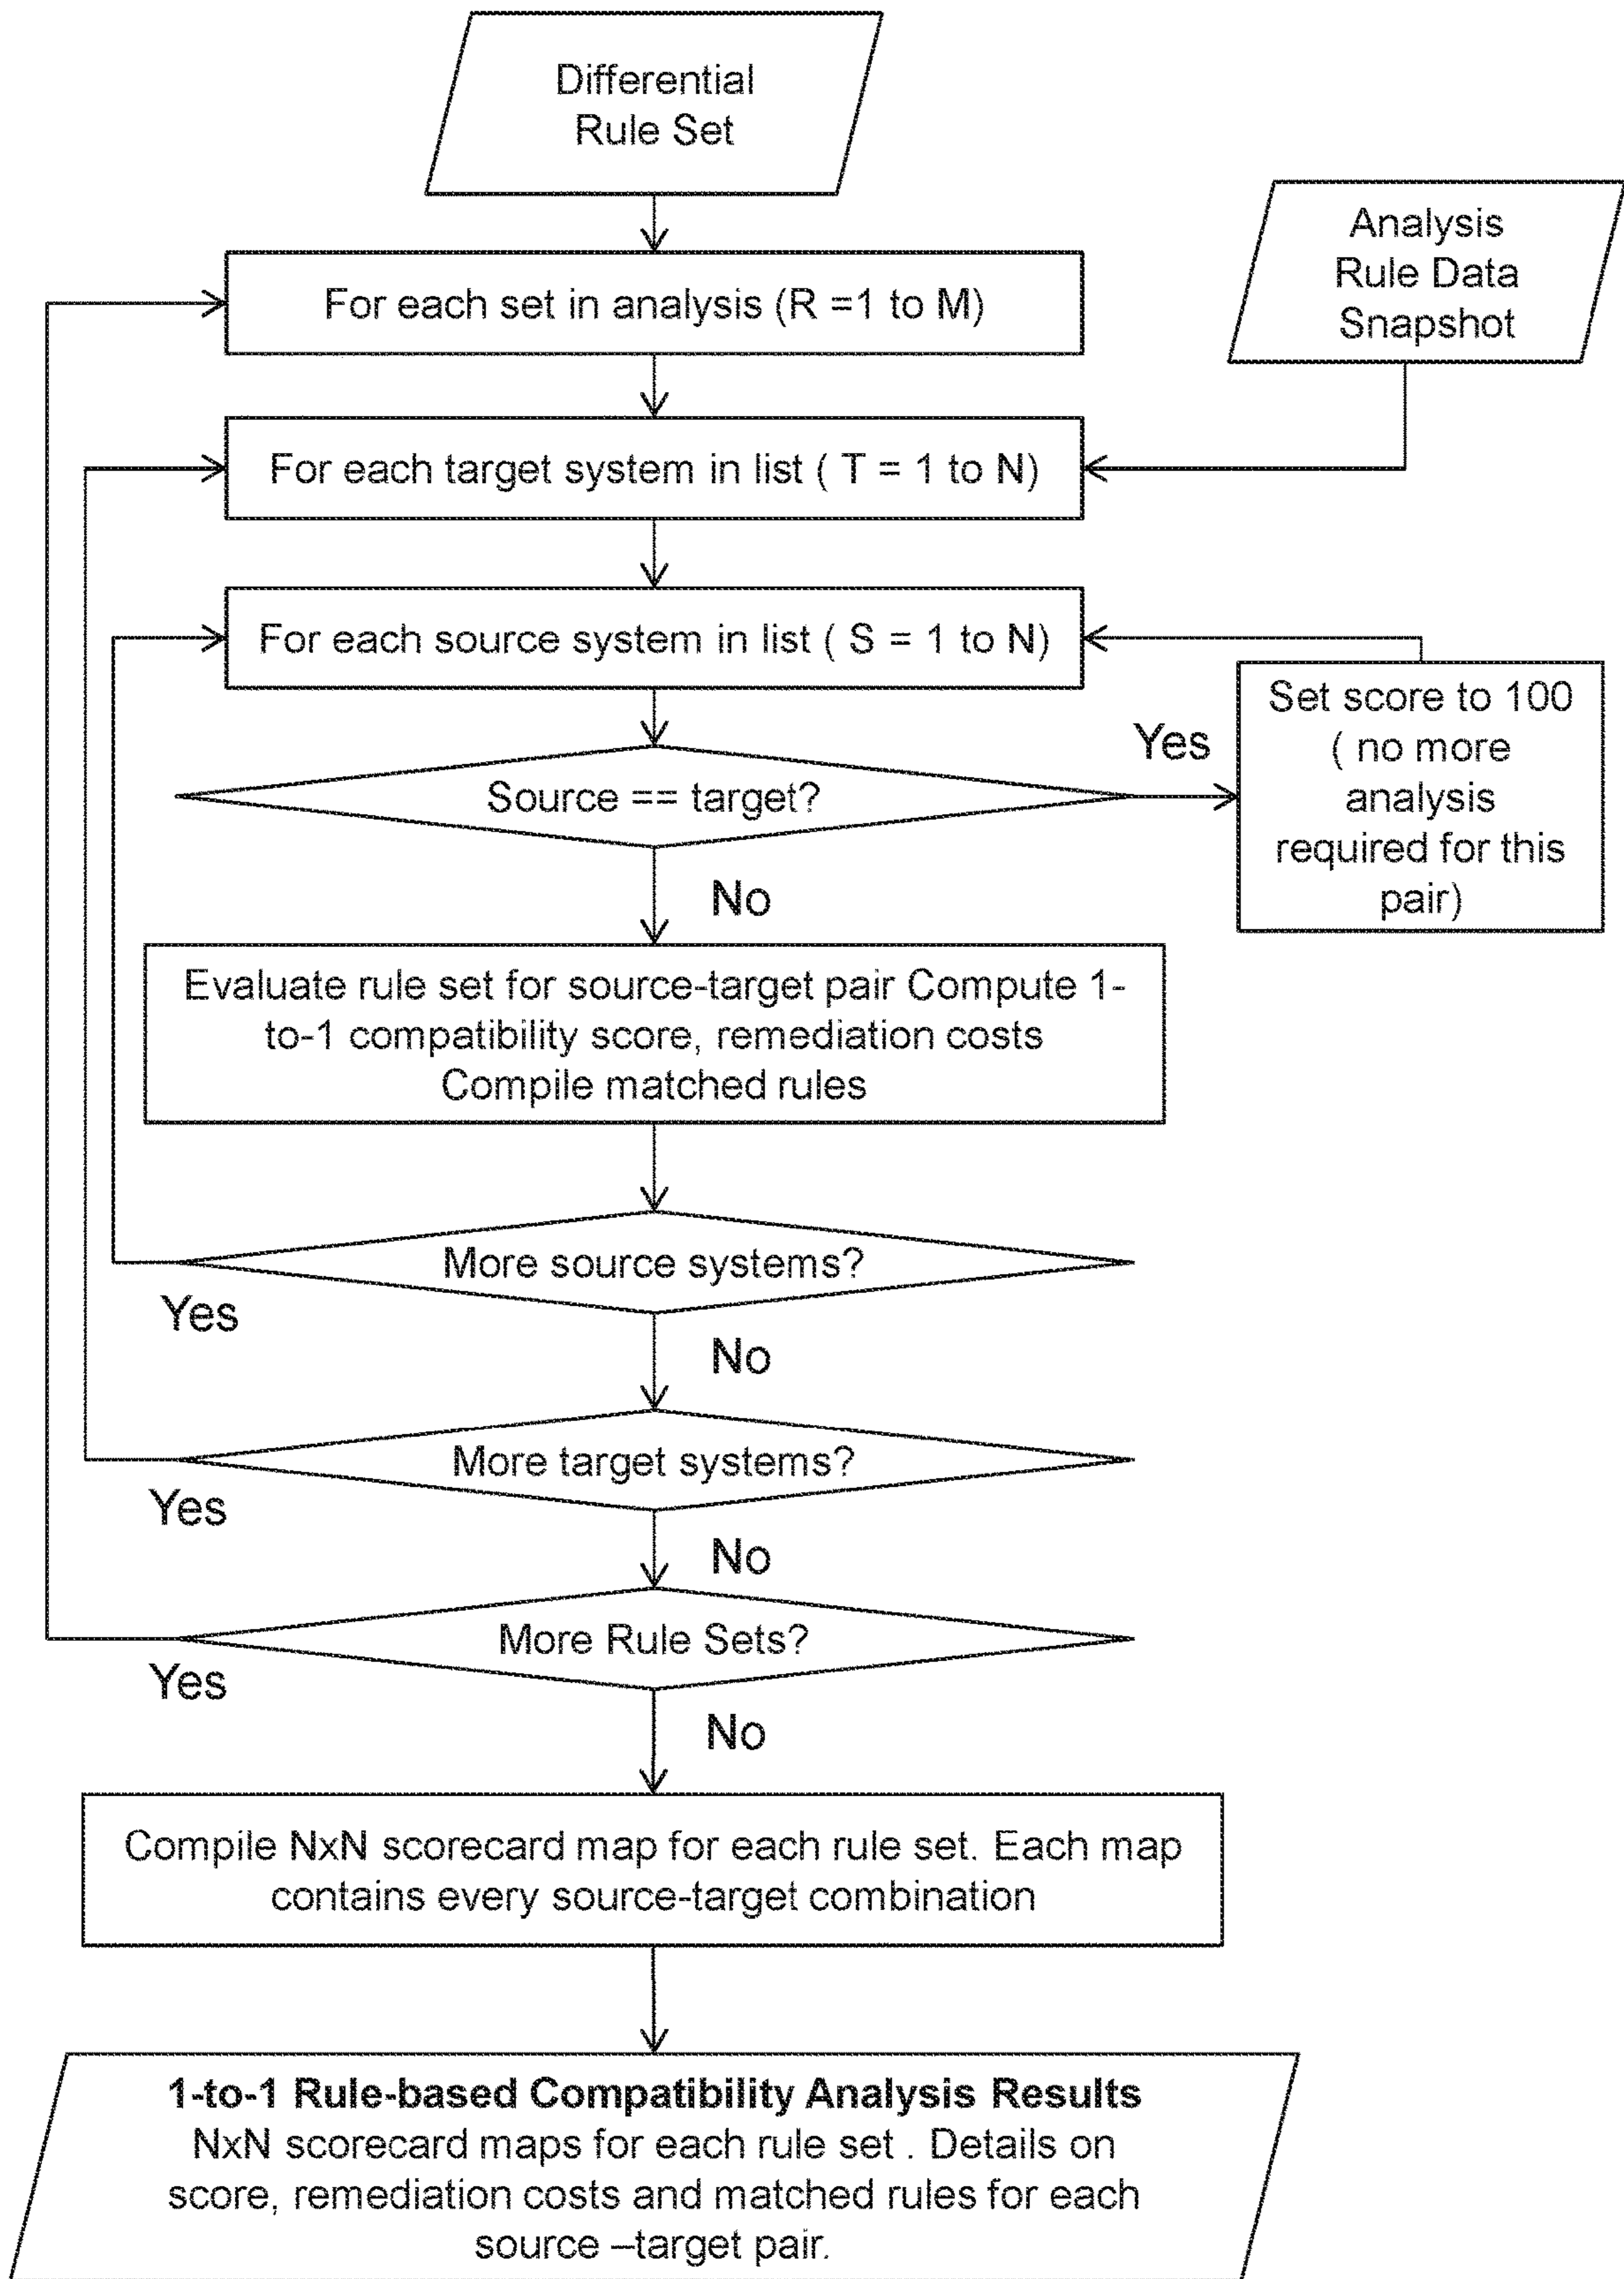 Differential
Rule Set
Analysis
Rule Data
Snapshot
For each set in analysis (R =1 to M)
For each target system in list ( T = 1 to N)
For each source system in list ( S = 1 to N)
Set score to 100
( no more
analysis
required for this
pair)
Yes
Source == target?
No
Evaluate rule set for source-target pair Compute 1-
to-1 compatibility score, remediation costs
Compile matched rules
More source systems?
Yes
No
More target systems?
Yes
No
More Rule Sets?
Yes
No
Compile NxN scorecard map for each rule set. Each map
contains every source-target combination
1-to-1 Rule-based Compatibility Analysis Results
NxN scorecard maps for each rule set . Details on
score, remediation costs and matched rules for each
source –target pair.